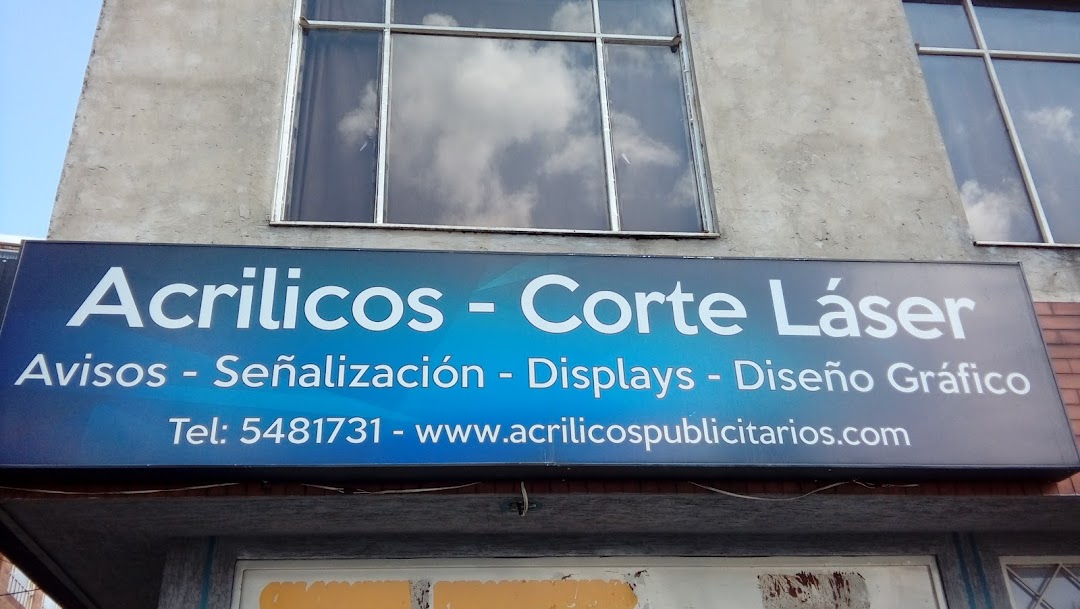 Acrilicos - Corte Láser
Avisos - Señalización - Displays - Diseño Gráfico
Tel: 5481731 - www.acrilicospublicitarios.com